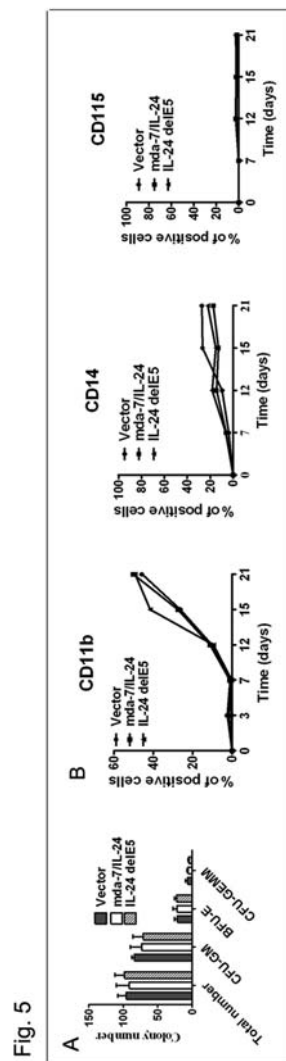 Fig. 5
A
Vector
mda-7/IL-24
IL-24 delE5
Colony number
150
100
50
0
Total number
CFU-GM
BFU-E
CFU-GEMM
B
CD11b
Vector
mda-7/IL-24
IL-24 delE5
% of positive cells
60
40
20
0
0 3 7 12 15 21
Time (days)
CD14
Vector
mda-7/IL-24
IL-24 delE5
% of positive cells
100
80
60
40
20
0
0 7 12 15 21
Time (days)
CD115
Vector
mda-7/IL-24
IL-24 delE5
% of positive cells
100
80
60
40
20
0
0 7 12 15 21
Time (days)